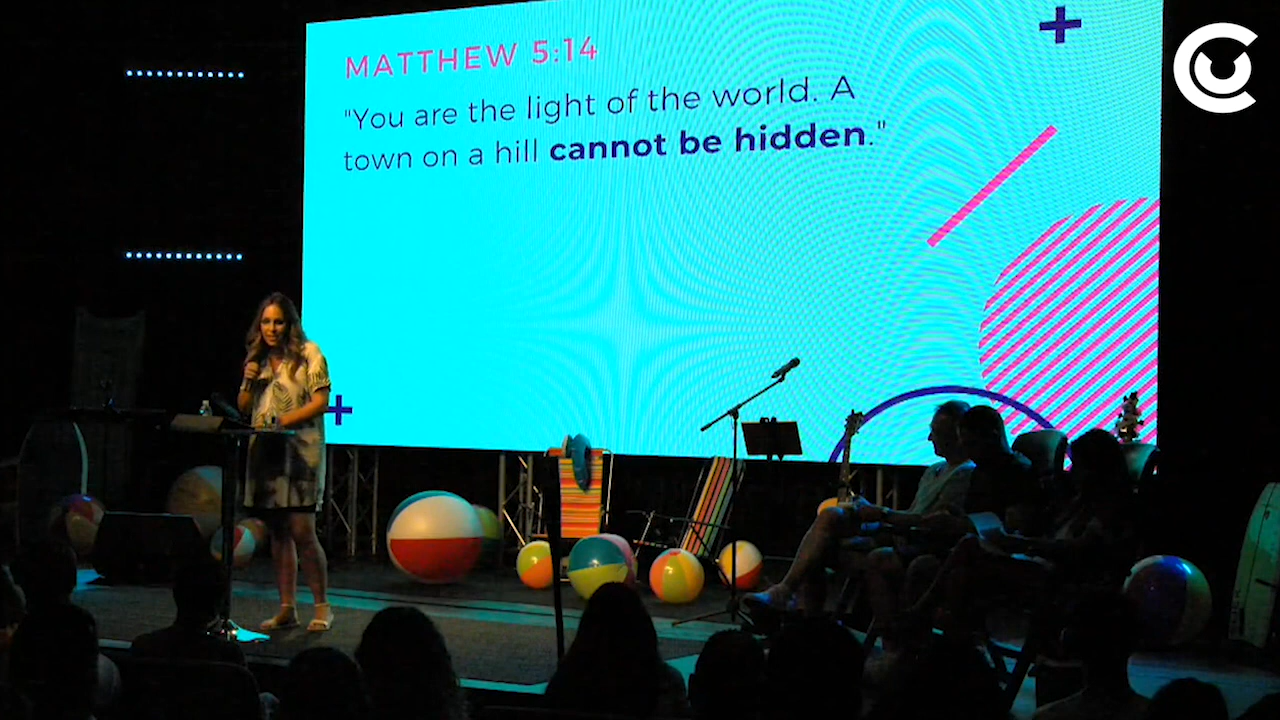 MATTHEW 5:14
"You are the light of the world. A
town on a hill cannot be hidden."